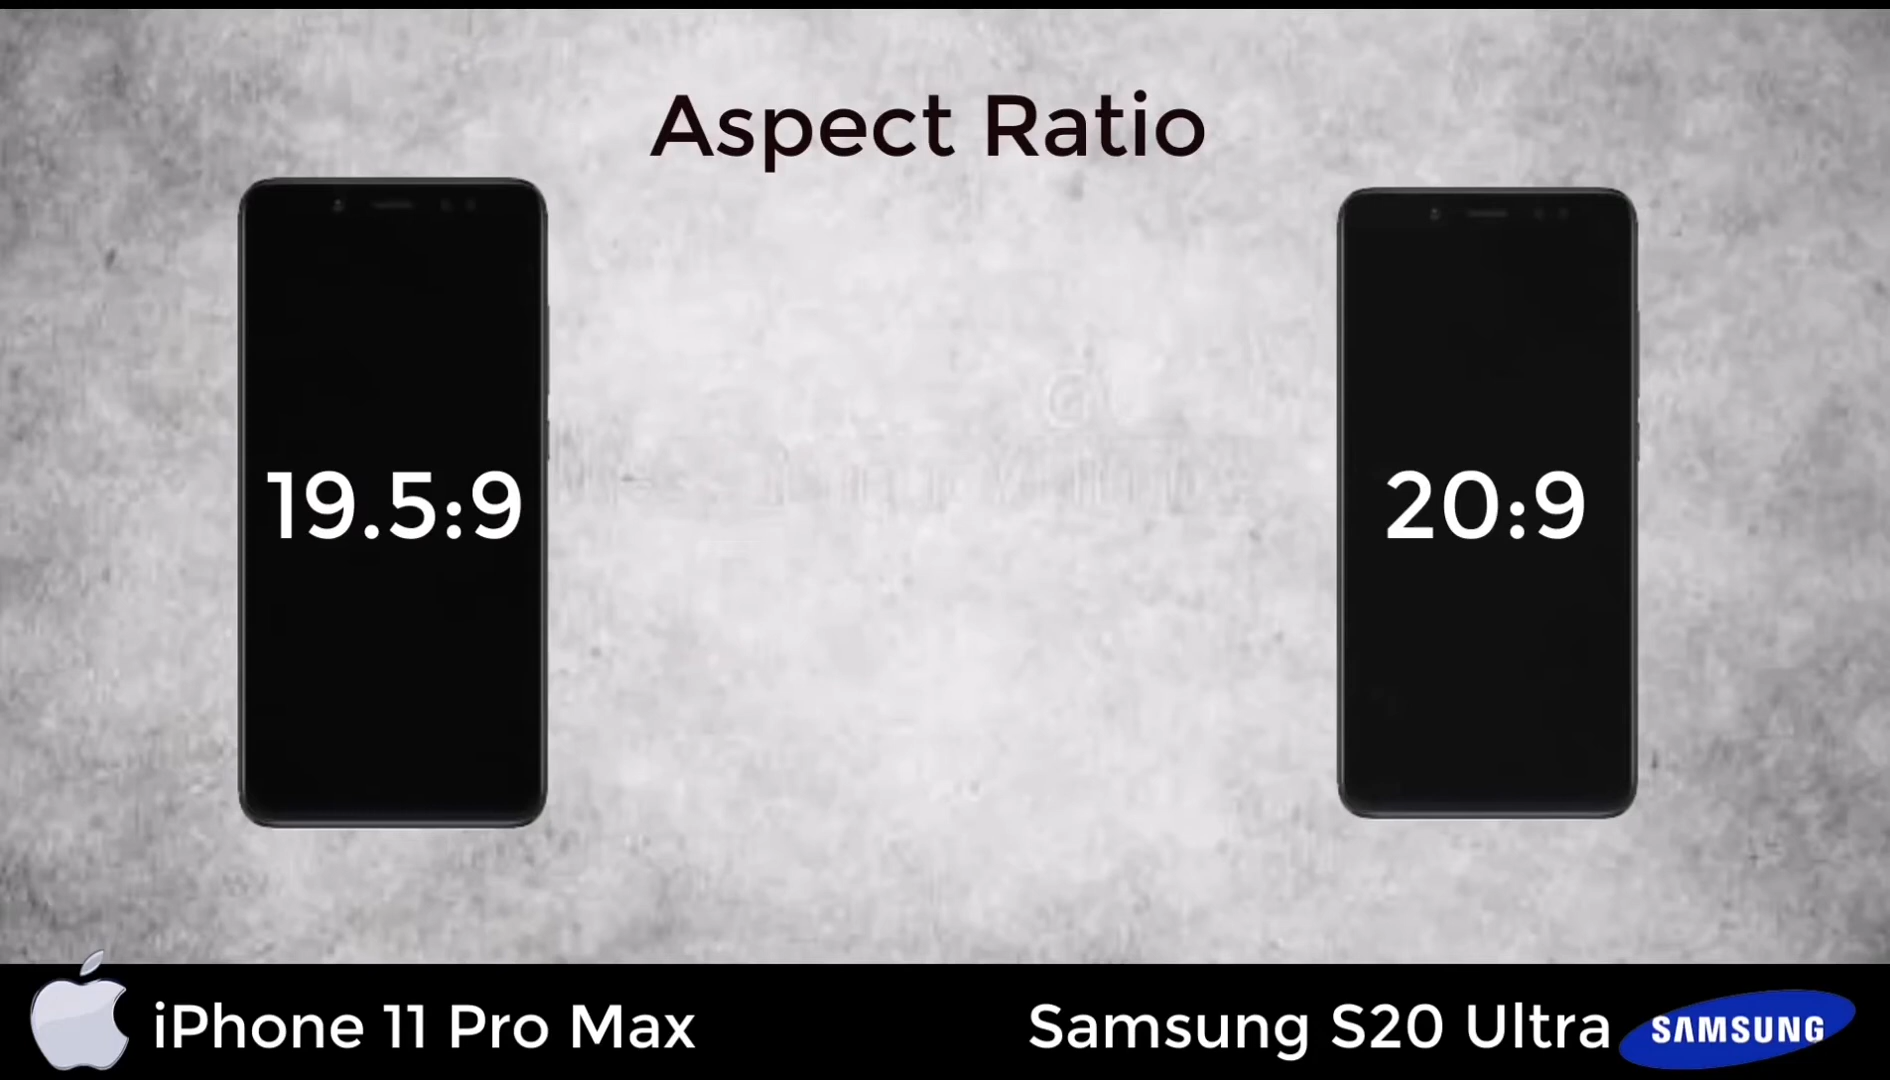 Aspect Ratio
19.5:9
20:9
iPhone 11 Pro Max
Samsung S20 Ultra
SAMSUNG